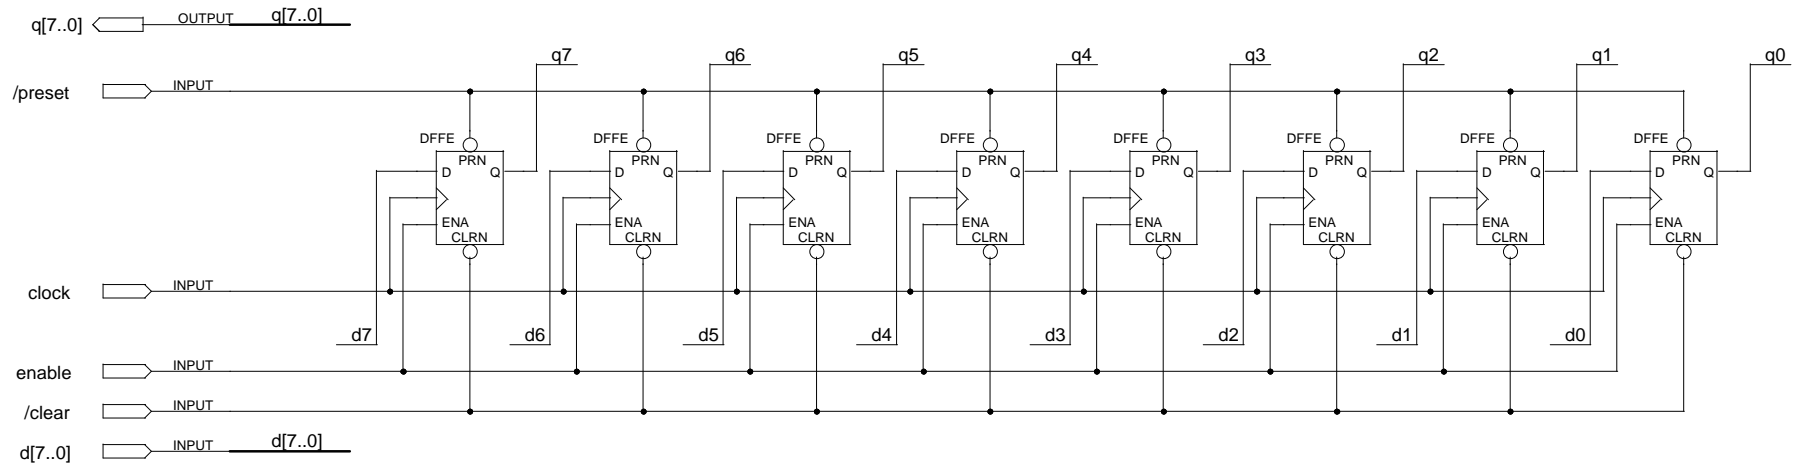 q[7..0] OUTPUT q[7..0]
q7 q6 q5 q4 q3 q2 q1 q0
/preset INPUT
DFFE DFFE DFFE DFFE DFFE DFFE DFFE DFFE
PRN PRN PRN PRN PRN PRN PRN PRN
D Q D Q D Q D Q D Q D Q D Q D Q
ENA ENA ENA ENA ENA ENA ENA ENA
CLRN CLRN CLRN CLRN CLRN CLRN CLRN CLRN
clock INPUT
d7 d6 d5 d4 d3 d2 d1 d0
enable INPUT
/clear INPUT
d[7..0] INPUT d[7..0]